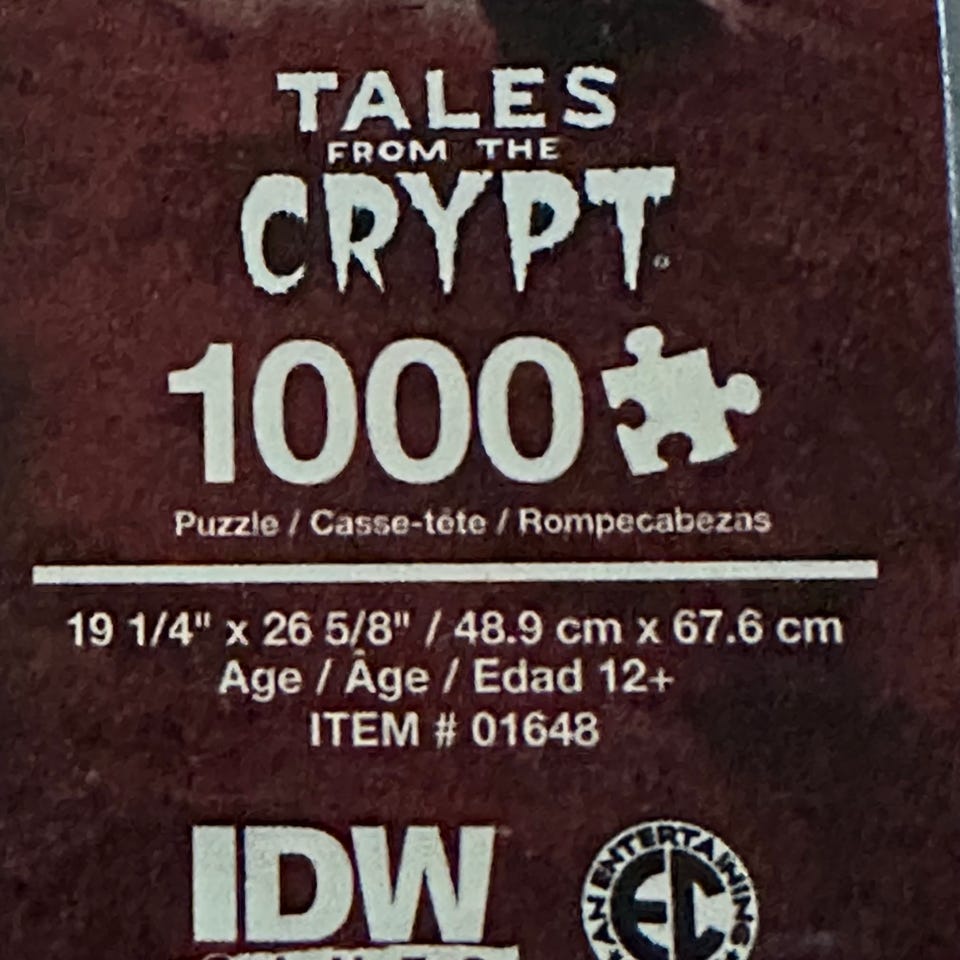 TALES
FROM THE
CRYPT®
1000
Puzzle / Casse-tête / Rompecabezas
19 1/4" x 26 5/8" / 48.9 cm x 67.6 cm
Age / Âge / Edad 12+
ITEM # 01648
IDW
AN ENTERTAINING
EC